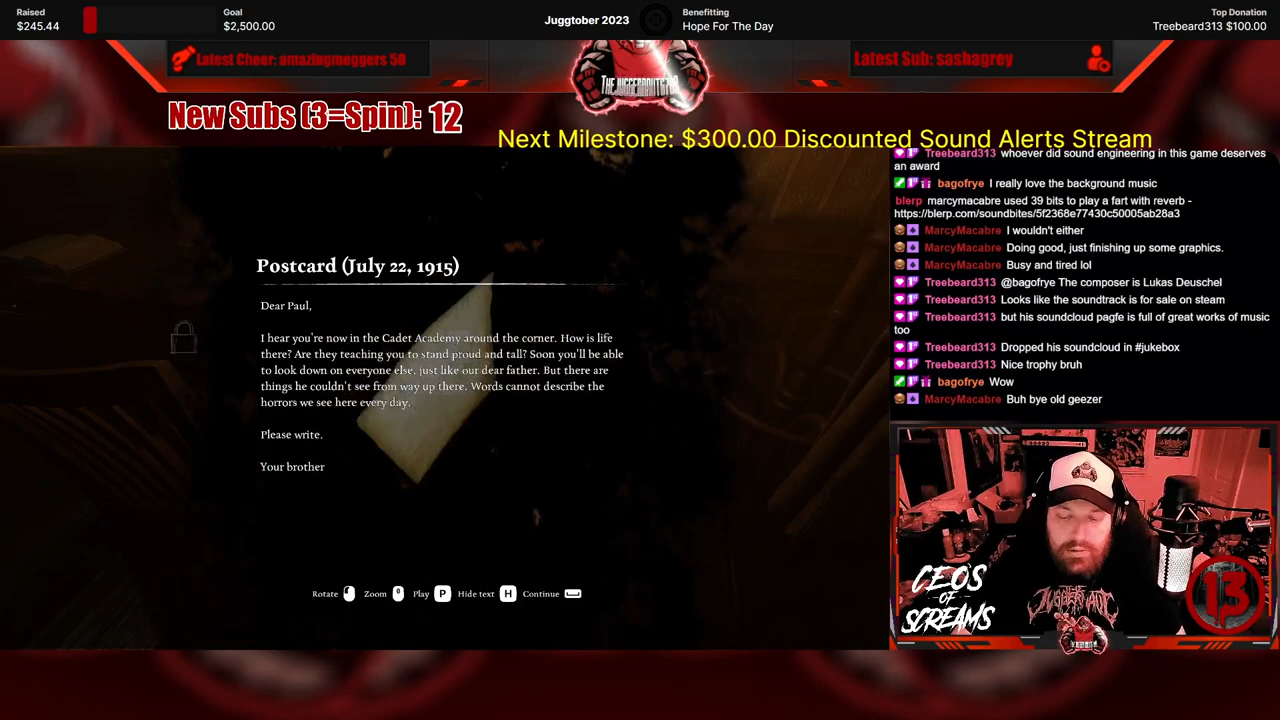 Raised
$245.44
Goal
$2,500.00
Juggtober 2023
Benefitting
Hope For The Day
Top Donation
Treebeard313 $100.00
Latest Cheer: amazingmeggers 50
Latest Sub: sashagrey
New Subs (3=Spin): 12
Next Milestone: $300.00 Discounted Sound Alerts Stream
Postcard (July 22, 1915)
Dear Paul,
I hear you're now in the Cadet Academy around the corner. How is life
there? Are they teaching you to stand proud and tall? Soon you'll be able
to look down on everyone else, just like our dear father. But there are
things he couldn't see from way up there. Words cannot describe the
horrors we see here every day.
Please write.
Your brother
Rotate Zoom 0 Play P Hide text H Continue
Treebeard313 whoever did sound engineering in this game deserves
an award
bagofrye I really love the background music
blerp marcymacabre used 39 bits to play a fart with reverb -
https://blerp.com/soundbites/5f2368e77430c50005ab28a3
MarcyMacabre I wouldn't either
MarcyMacabre Doing good, just finishing up some graphics.
MarcyMacabre Busy and tired lol
Treebeard313 @bagofrye The composer is Lukas Deuschel
Treebeard313 Looks like the soundtrack is for sale on steam
Treebeard313 but his soundcloud pagfe is full of great works of music
too
Treebeard313 Dropped his soundcloud in #jukebox
Treebeard313 Nice trophy bruh
bagofrye Wow
MarcyMacabre Buh bye old geezer
CEOS
OF
SCREAMS
13